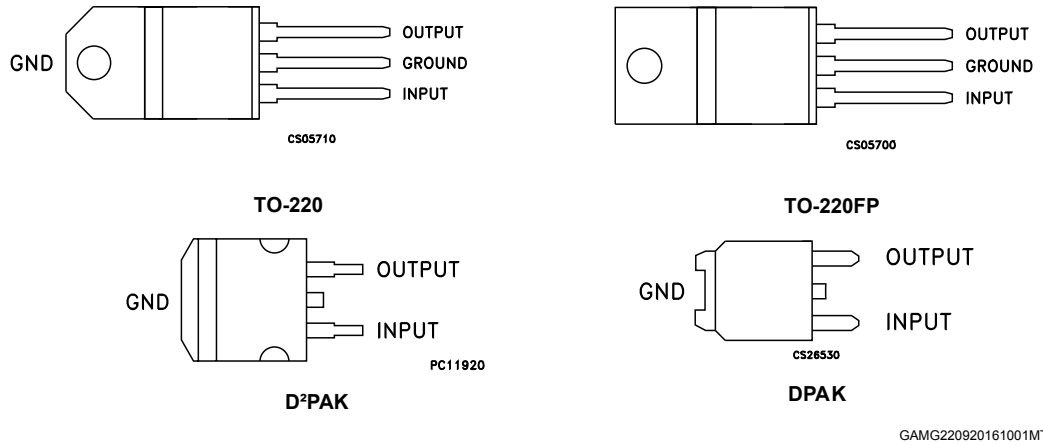 GND
OUTPUT
GROUND
INPUT
CS05710
TO-220
OUTPUT
GROUND
INPUT
CS05700
TO-220FP
GND
OUTPUT
INPUT
PC11920
D²PAK
GND
OUTPUT
INPUT
CS26530
DPAK
GAMG220920161001MT